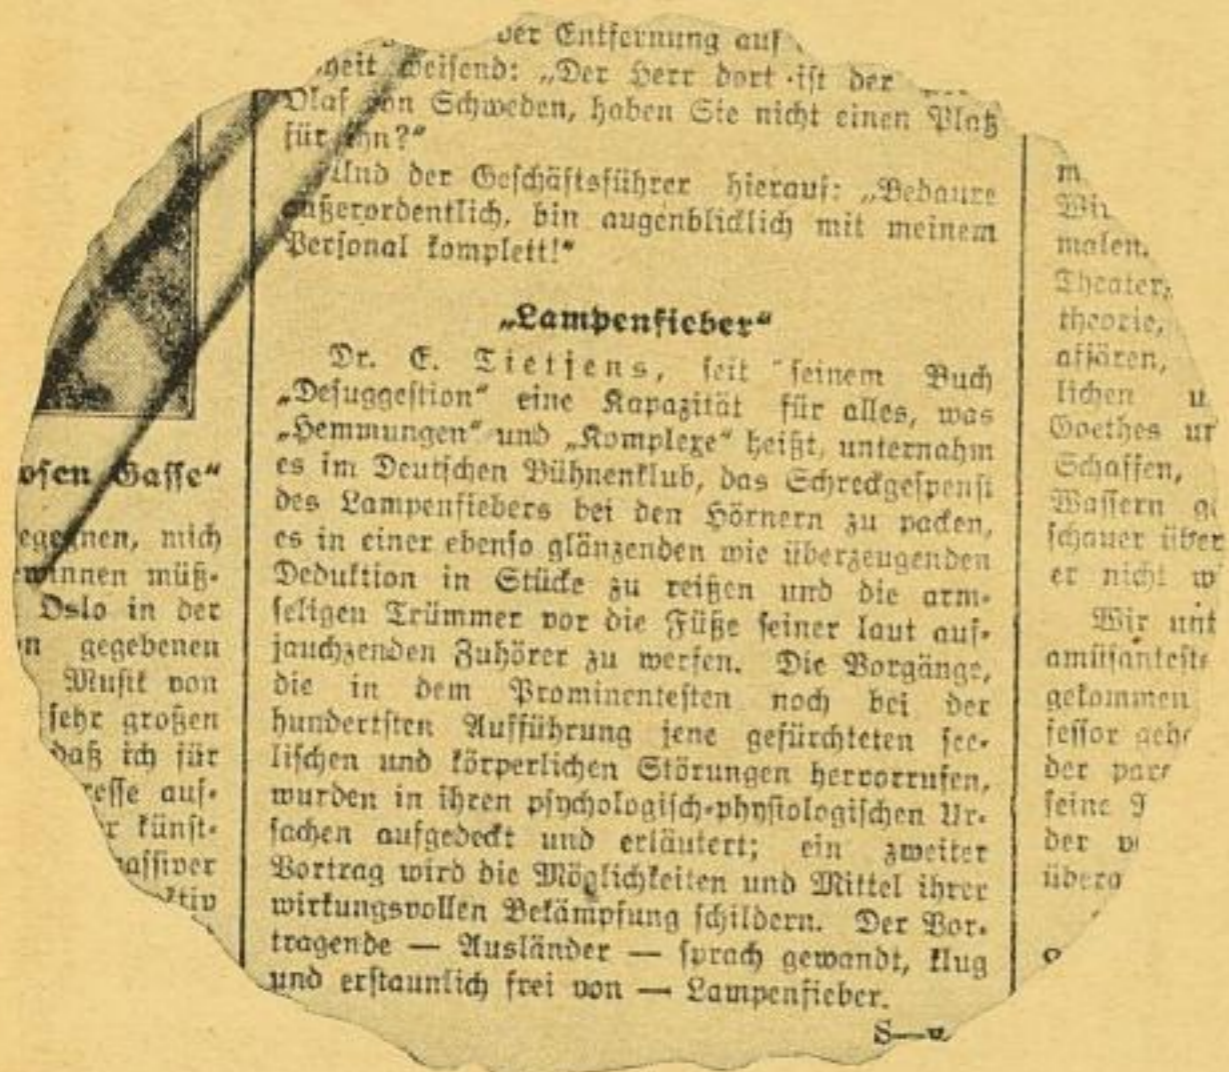 der Entfernung auf
weisend: „Der Herr dort ist der
Olaf von Schweden, haben Sie nicht einen Platz
für ihn?“
Und der Geschäftsführer hierauf: „Bedaure
außerordentlich, bin augenblicklich mit meinem
Personal komplett!“
„Lampenfieber“
Dr. E. Tietjens, seit seinem Buch
„Desuggestion“ eine Kapazität für alles, was
„Hemmungen“ und „Komplexe“ heißt, unternahm
es im Deutschen Bühnenklub, das Schreckgespenst
des Lampenfiebers bei den Hörnern zu packen,
es in einer ebenso glänzenden wie überzeugenden
Deduktion in Stücke zu reißen und die arm-
seligen Trümmer vor die Füße seiner laut auf-
jauchzenden Zuhörer zu werfen. Die Vorgänge,
die in dem Prominentesten noch bei der
hundertsten Aufführung jene gefürchteten see-
lischen und körperlichen Störungen hervorrufen,
wurden in ihren psychologisch-physiologischen Ur-
sachen aufgedeckt und erläutert; ein zweiter
Vortrag wird die Möglichkeiten und Mittel ihrer
wirkungsvollen Bekämpfung schildern. Der Vor-
tragende — Ausländer — sprach gewandt, klug
und erstaunlich frei von — Lampenfieber.
Gasse“
mich
müß-
Oslo in der
gegebenen
Musik von
sehr großen
daß ich für
auf-
künst-
malen.
Theater,
theorie,
affären,
lichen
Goethes
Schaffen,
Wassern
schauer über
er nicht
Wir
gekommen
der
seine
der